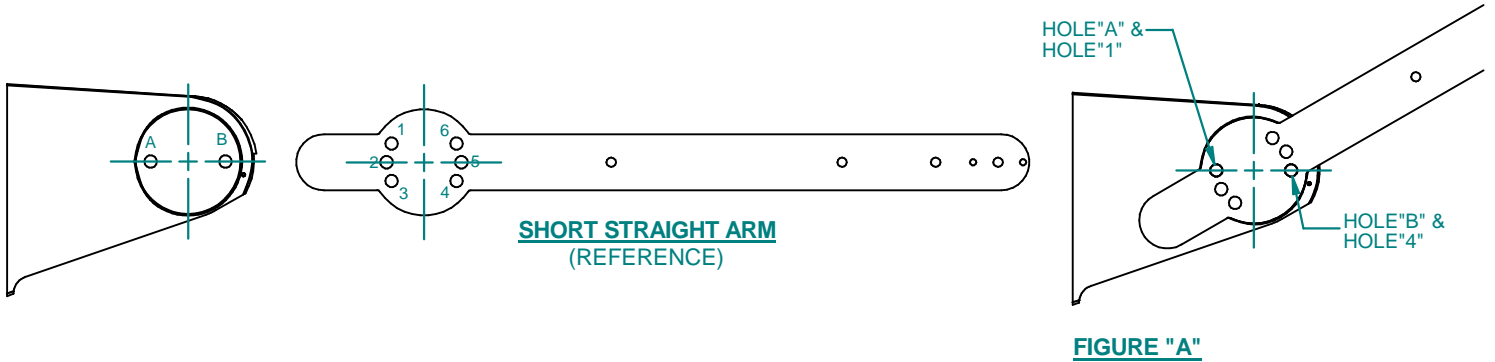 A
B
1
6
2
5
3
4
SHORT STRAIGHT ARM
(REFERENCE)
HOLE"A" &
HOLE"1"
HOLE"B" &
HOLE"4"
FIGURE "A"